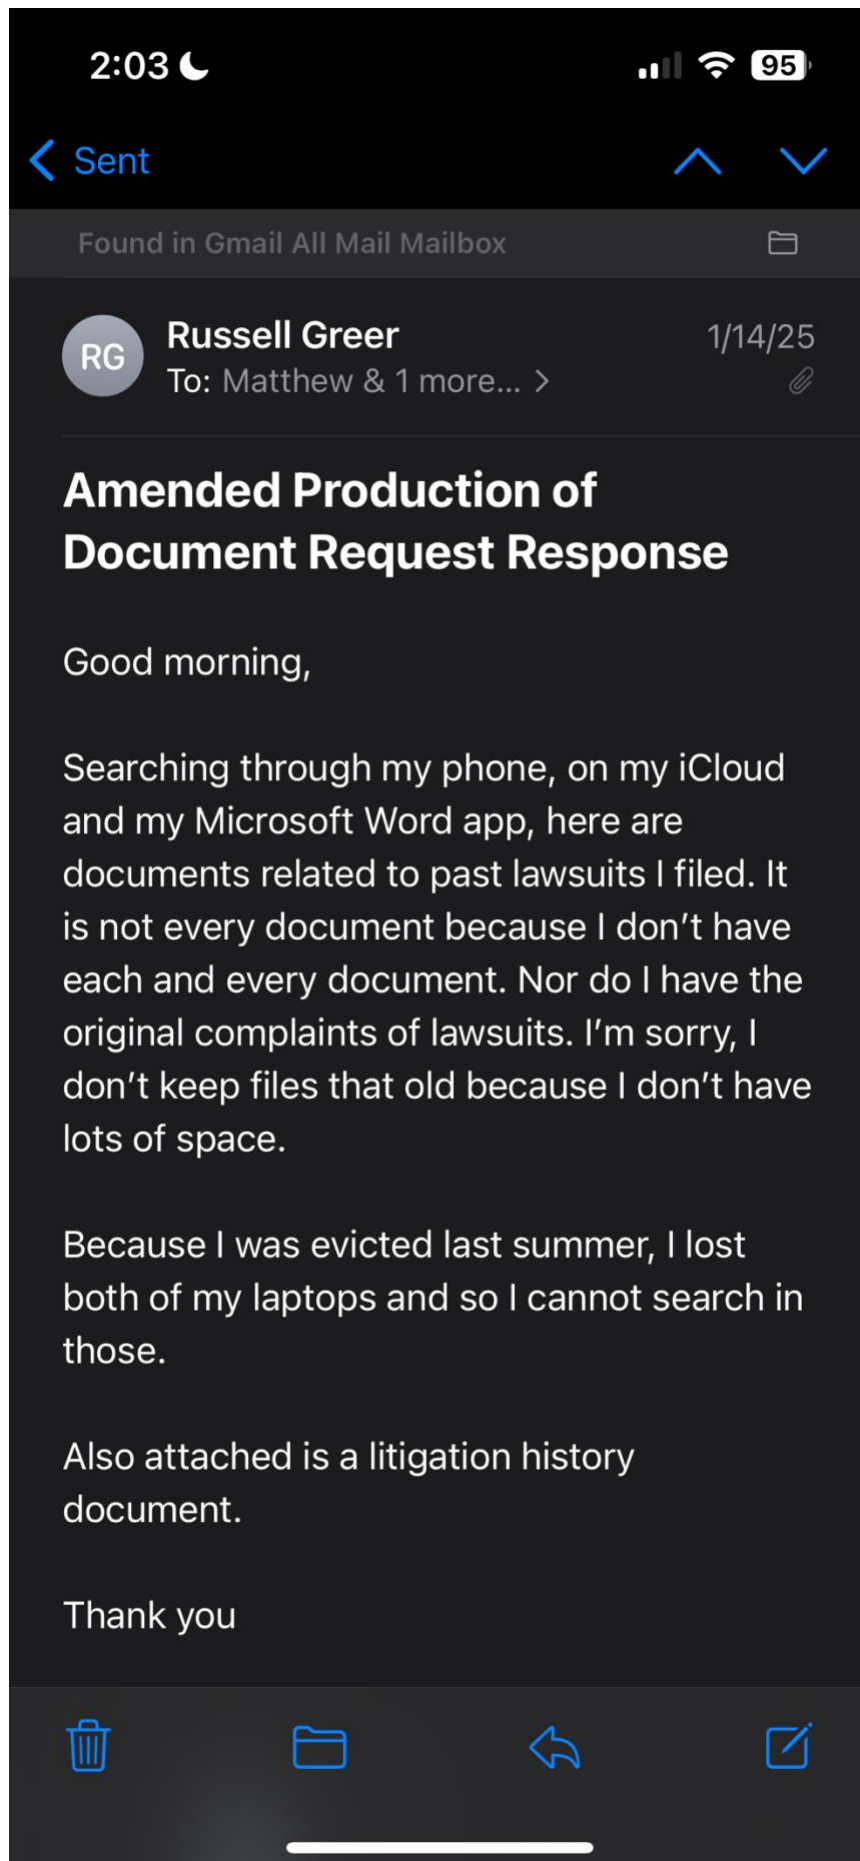 2:03
95
Sent
Found in Gmail All Mail Mailbox
RG
Russell Greer
1/14/25
To: Matthew & 1 more...
Amended Production of
Document Request Response
Good morning,
Searching through my phone, on my iCloud
and my Microsoft Word app, here are
documents related to past lawsuits I filed. It
is not every document because I don’t have
each and every document. Nor do I have the
original complaints of lawsuits. I’m sorry, I
don’t keep files that old because I don’t have
lots of space.
Because I was evicted last summer, I lost
both of my laptops and so I cannot search in
those.
Also attached is a litigation history
document.
Thank you